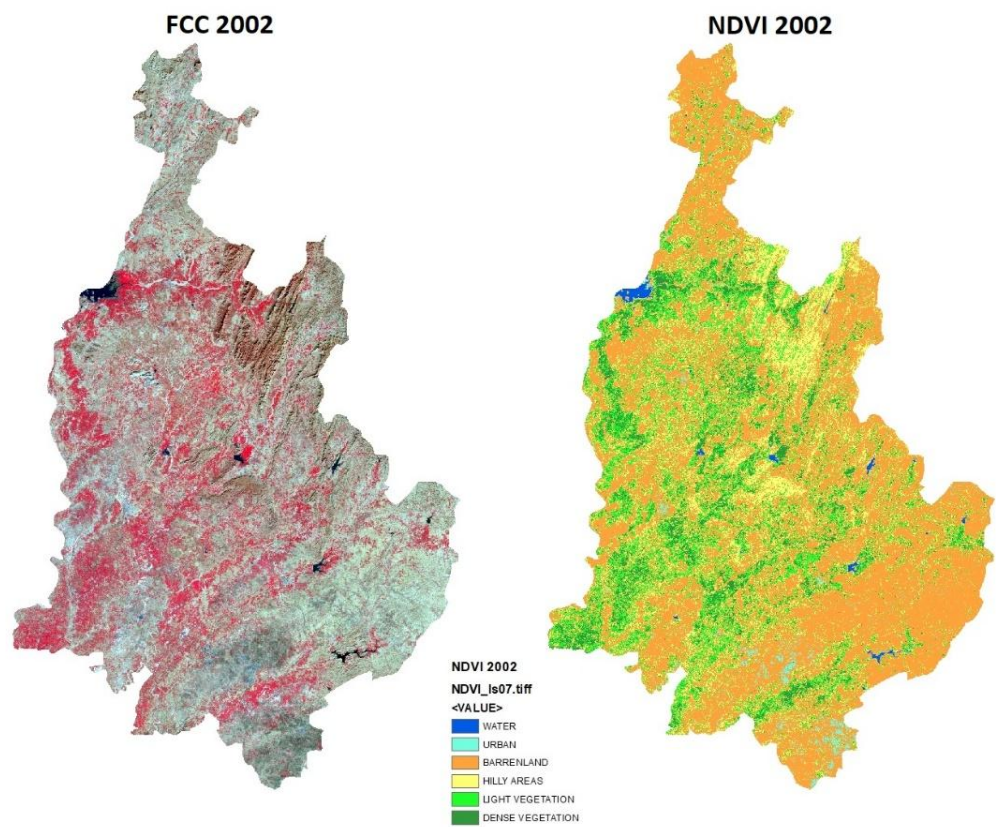 FCC 2002
NDVI 2002
NDVI 2002
NDVI_ls07.tiff
<VALUE>
WATER
URBAN
BARRENLAND
HILLY AREAS
LIGHT VEGETATION
DENSE VEGETATION